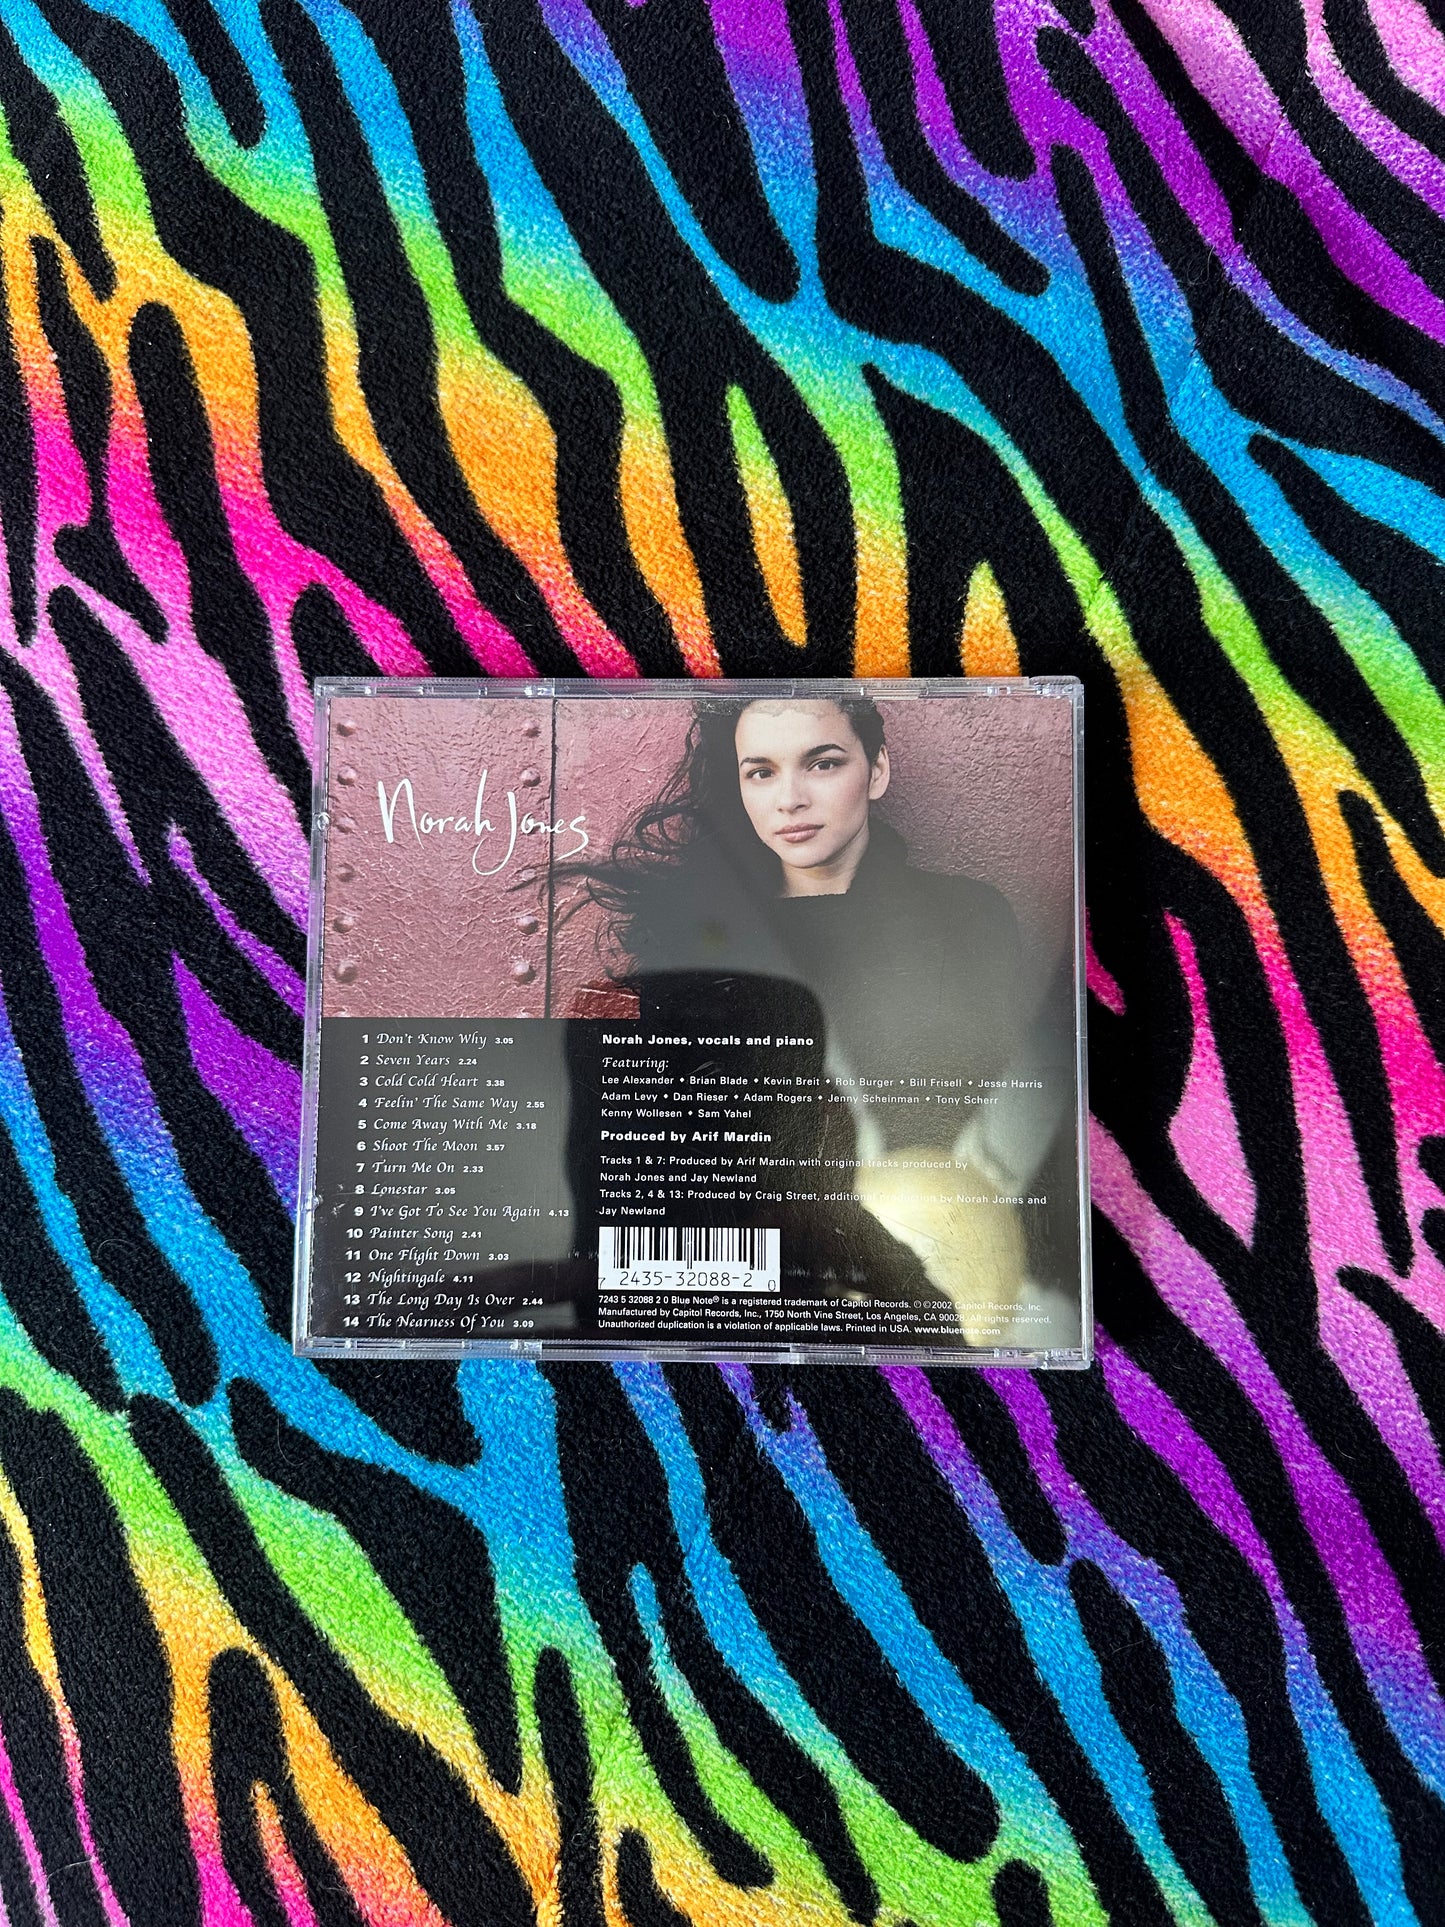 Norah Jones
1 Don't Know Why 3.05
2 Seven Years 2.24
3 Cold Cold Heart 3.38
4 Feelin' The Same Way 2.55
5 Come Away With Me 3.18
6 Shoot The Moon 3.57
7 Turn Me On 2.33
8 Lonestar 3.05
9 I've Got To See You Again 4.13
10 Painter Song 2.41
11 One Flight Down 3.03
12 Nightingale 4.11
13 The Long Day Is Over 2.44
14 The Nearness Of You 3.09
Norah Jones, vocals and piano
Featuring:
Lee Alexander • Brian Blade • Kevin Breit • Rob Burger • Bill Frisell • Jesse Harris
Adam Levy • Dan Rieser • Adam Rogers • Jenny Scheinman • Tony Scherr
Kenny Wollesen • Sam Yahel
Produced by Arif Mardin
Tracks 1 & 7: Produced by Arif Mardin with original tracks produced by
Norah Jones and Jay Newland
Tracks 2, 4 & 13: Produced by Craig Street, additional production by Norah Jones and
Jay Newland
7 2435-32088-2 0
7243 5 32088 2 0 Blue Note® is a registered trademark of Capitol Records. ℗ © 2002 Capitol Records, Inc.
Manufactured by Capitol Records, Inc., 1750 North Vine Street, Los Angeles, CA 90028. All rights reserved.
Unauthorized duplication is a violation of applicable laws. Printed in USA. www.bluenote.com